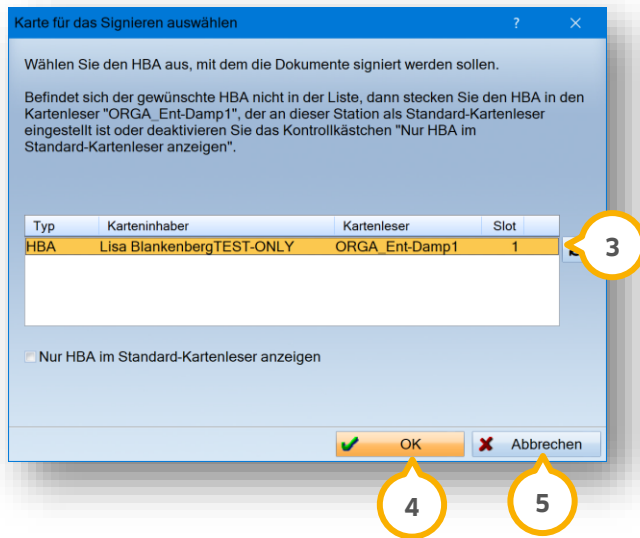 Karte für das Signieren auswählen ?
Wählen Sie den HBA aus, mit dem die Dokumente signiert werden sollen.
Befindet sich der gewünschte HBA nicht in der Liste, dann stecken Sie den HBA in den
Kartenleser "ORGA_Ent-Damp1", der an dieser Station als Standard-Kartenleser
eingestellt ist oder deaktivieren Sie das Kontrollkästchen "Nur HBA im
Standard-Kartenleser anzeigen".
Typ Karteninhaber Kartenleser Slot
HBA Lisa BlankenbergTEST-ONLY ORGA_Ent-Damp1 1
3
Nur HBA im Standard-Kartenleser anzeigen
OK Abbrechen
4 5